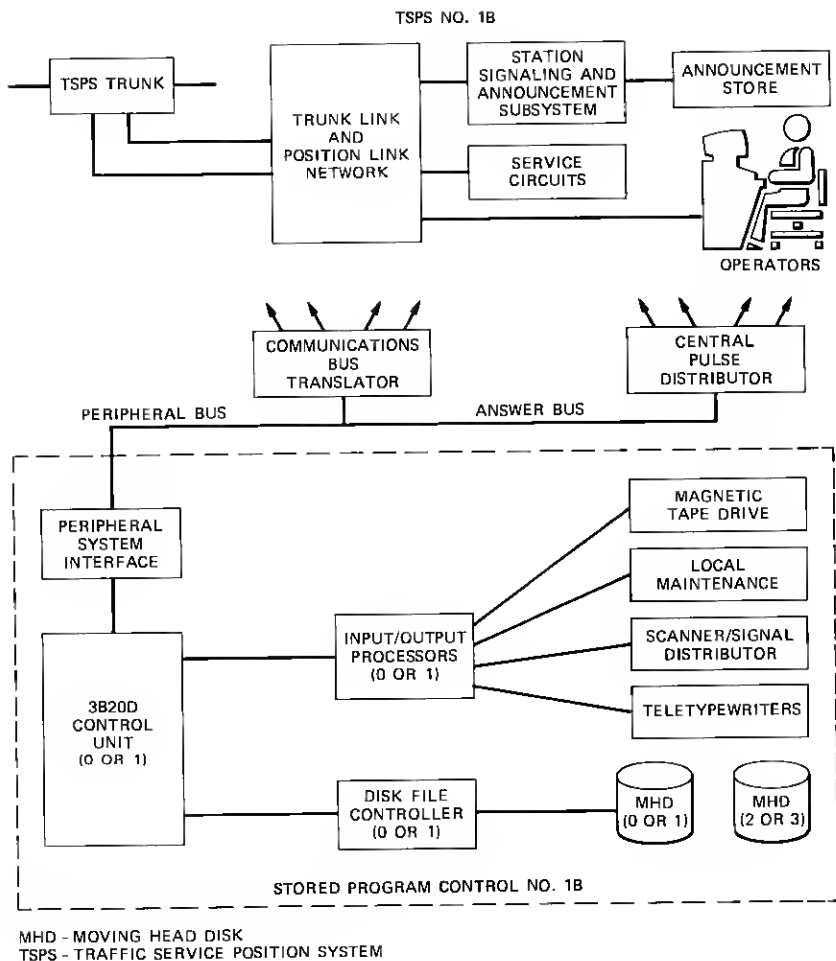 TSPS NO. 1B
TSPS TRUNK
TRUNK LINK
AND
POSITION LINK
NETWORK
STATION
SIGNALING AND
ANNOUNCEMENT
SUBSYSTEM
ANNOUNCEMENT
STORE
SERVICE
CIRCUITS
OPERATORS
COMMUNICATIONS
BUS
TRANSLATOR
CENTRAL
PULSE
DISTRIBUTOR
PERIPHERAL BUS
ANSWER BUS
PERIPHERAL
SYSTEM
INTERFACE
MAGNETIC
TAPE DRIVE
LOCAL
MAINTENANCE
INPUT/OUTPUT
PROCESSORS
(0 OR 1)
SCANNER/SIGNAL
DISTRIBUTOR
TELETYPEWRITERS
3B20D
CONTROL
UNIT
(0 OR 1)
DISK FILE
CONTROLLER
(0 OR 1)
MHD
(0 OR 1)
MHD
(2 OR 3)
STORED PROGRAM CONTROL NO. 1B
MHD - MOVING HEAD DISK
TSPS - TRAFFIC SERVICE POSITION SYSTEM